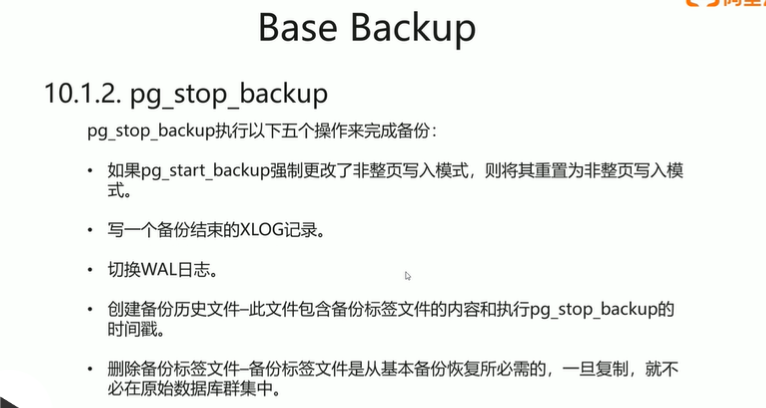 Base Backup
10.1.2. pg_stop_backup
pg_stop_backup执行以下五个操作来完成备份：
• 如果pg_start_backup强制更改了非整页写入模式，则将其重置为非整页写入模
式。
• 写一个备份结束的XLOG记录。
• 切换WAL日志。
• 创建备份历史文件–此文件包含备份标签文件的内容和执行pg_stop_backup的
时间戳。
• 删除备份标签文件–备份标签文件是从基本备份恢复所必需的，一旦复制，就不
必在原始数据库群集中。